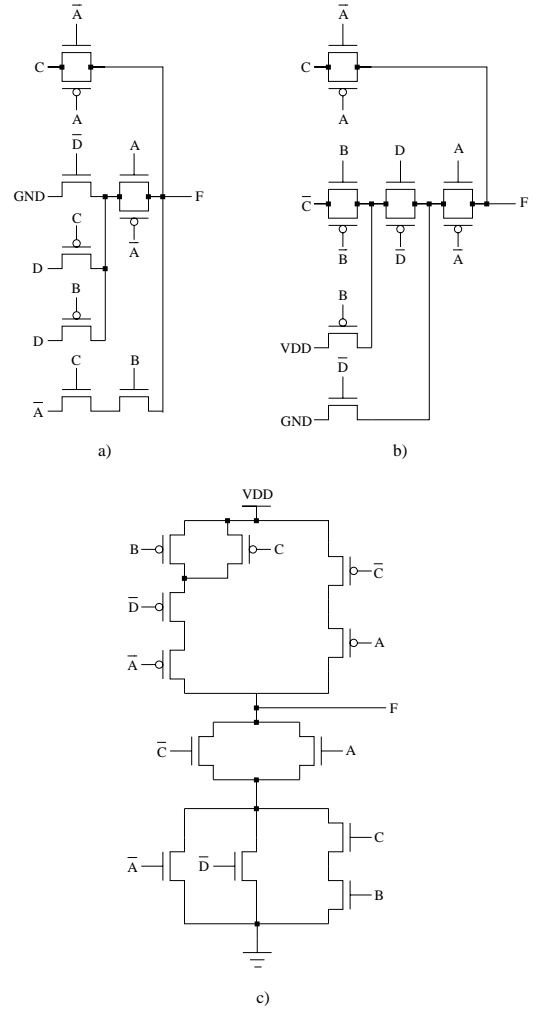 A̅ A̅
C C
A A
D̅ A B D A
GND F C̅ F
C A̅ B̅ D̅ A̅
D
B B
D VDD
C B D̅
A̅ GND
a) b)
VDD
B C C̅
D̅ A
A̅
F
C̅ A
C
A̅ D̅
B
c)